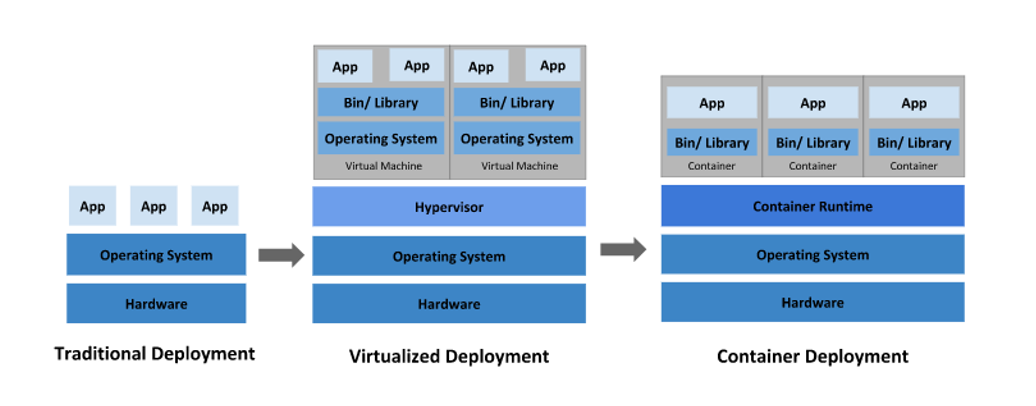 App App App
Operating System
Hardware
Traditional Deployment
App App App App
Bin/ Library Bin/ Library
Operating System Operating System
Virtual Machine Virtual Machine
Hypervisor
Operating System
Hardware
Virtualized Deployment
App App App
Bin/ Library Bin/ Library Bin/ Library
Container Container Container
Container Runtime
Operating System
Hardware
Container Deployment